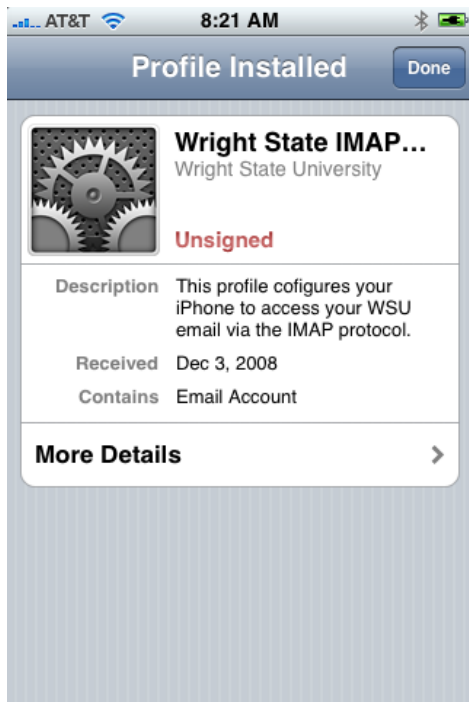 AT&T 8:21 AM
Profile Installed Done
Wright State IMAP...
Wright State University
Unsigned
Description This profile cofigures your
iPhone to access your WSU
email via the IMAP protocol.
Received Dec 3, 2008
Contains Email Account
More Details